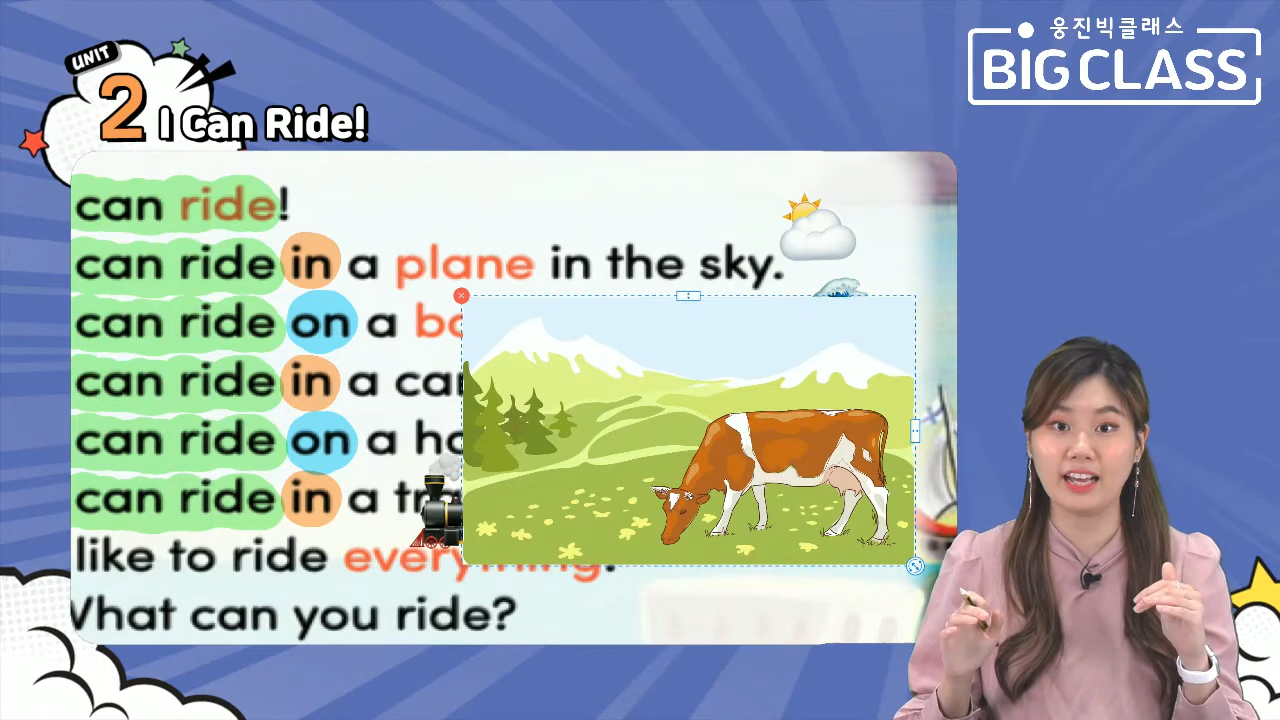 웅진빅클래스
BIG CLASS
UNIT
2 I Can Ride!
can ride!
can ride in a plane in the sky.
can ride on a
can ride in a car
can ride on a
can ride in a
like to ride everything.
What can you ride?